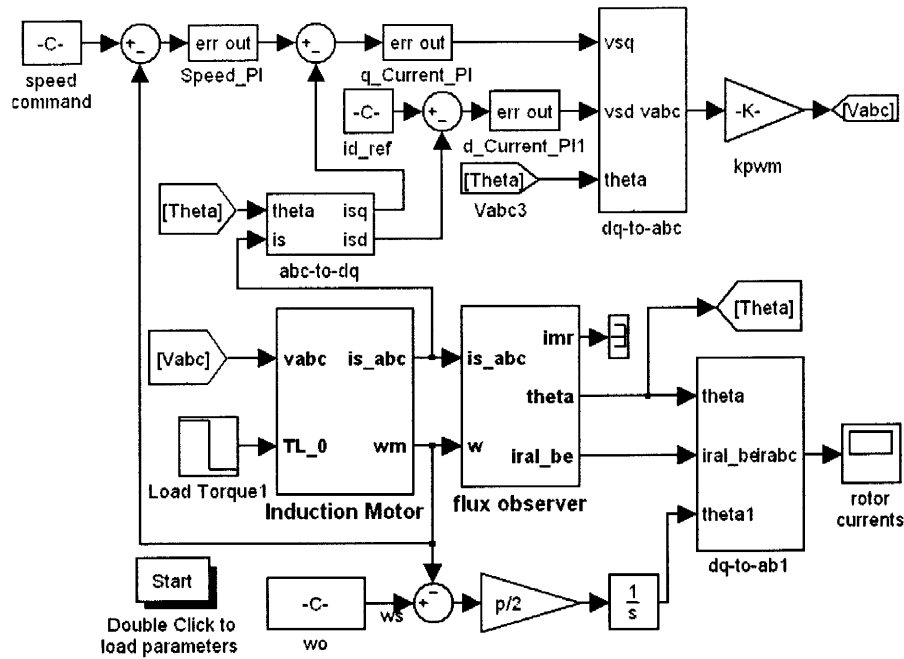 -C-
speed
command
+
-
err out
Speed_PI
+
-
err out
q_Current_PI
-C-
id_ref
+
-
err out
d_Current_PI1
[Theta]
Vabc3
vsq
vsd vabc
theta
dq-to-abc
-K-
kpwm
[Vabc]
[Theta]
theta isq
is isd
abc-to-dq
[Vabc]
Load Torque1
vabc is_abc
TL_0 wm
Induction Motor
is_abc imr
theta
w iral_be
flux observer
[Theta]
theta
iral_beirabc
theta1
dq-to-ab1
rotor
currents
Start
Double Click to
load parameters
-C-
wo
ws
+
-
p/2
1
s